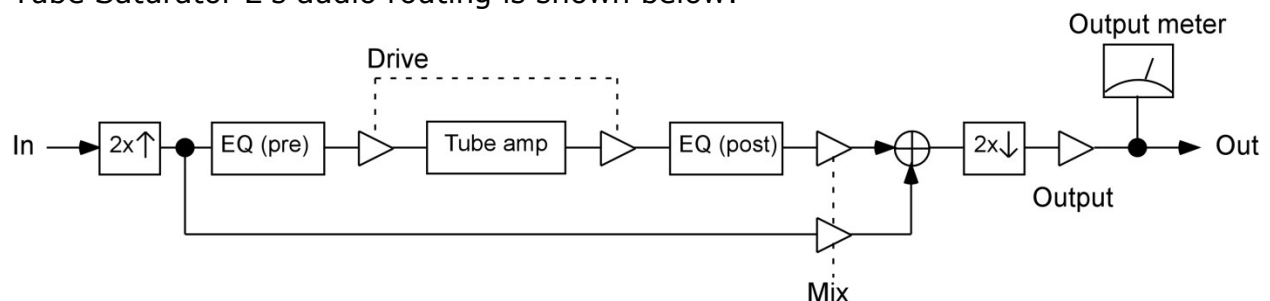 Tube Saturator 2's audio routing is shown below:
Output meter
Drive
In
2x↑
EQ (pre)
Tube amp
EQ (post)
2x↓
Out
Output
Mix